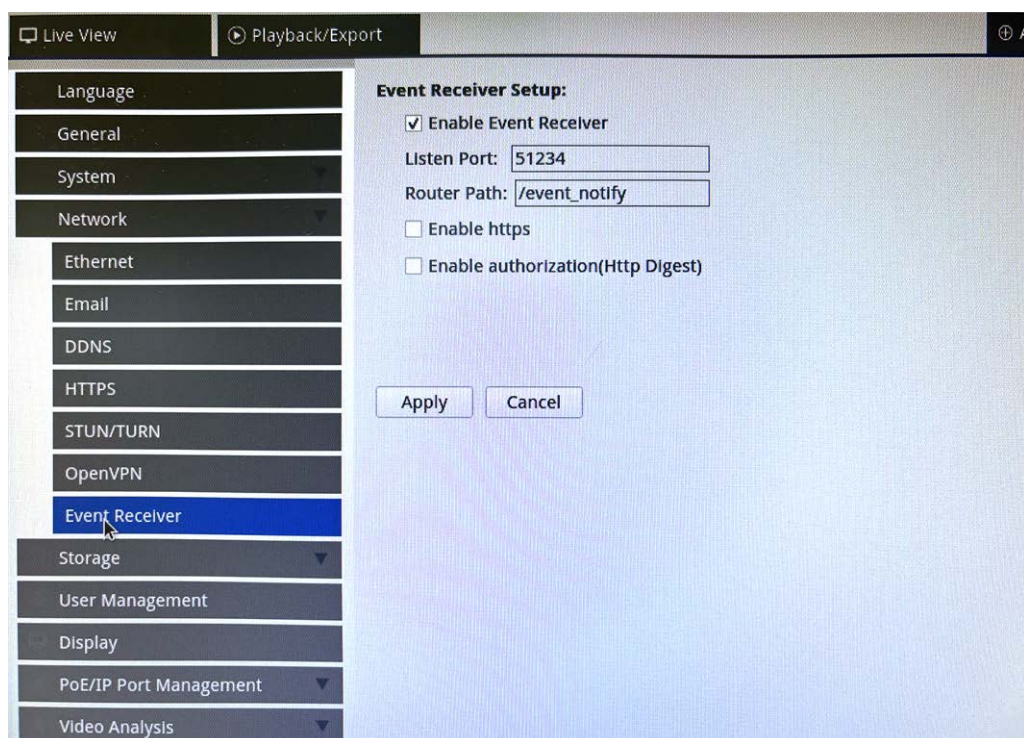 Live View
Playback/Export
Language
General
System
Network
Ethernet
Email
DDNS
HTTPS
STUN/TURN
OpenVPN
Event Receiver
Storage
User Management
Display
PoE/IP Port Management
Video Analysis
Event Receiver Setup:
Enable Event Receiver
Listen Port: 51234
Router Path: /event_notify
Enable https
Enable authorization(Http Digest)
Apply
Cancel